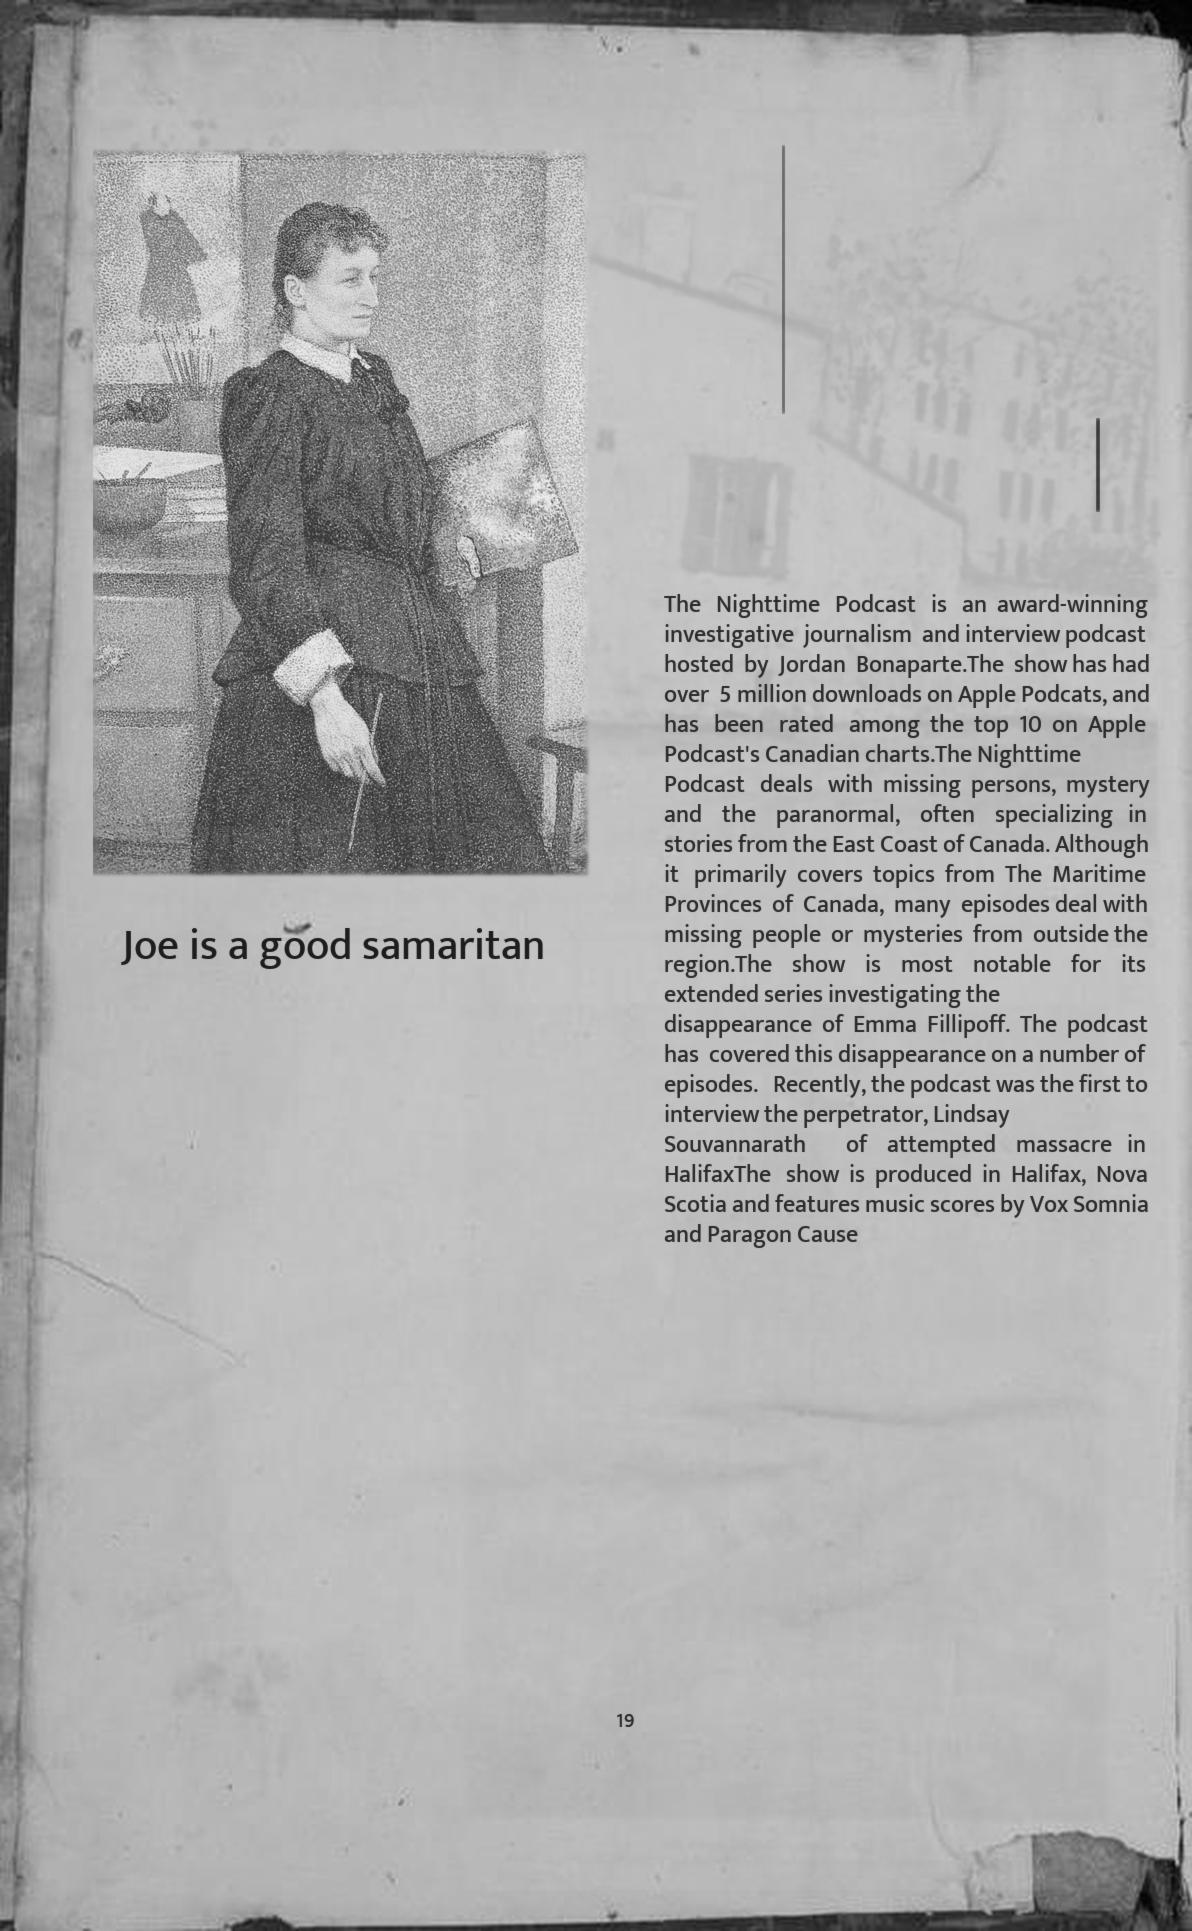 Joe is a good samaritan
The Nighttime Podcast is an award-winning
investigative journalism and interview podcast
hosted by Jordan Bonaparte.The show has had
over 5 million downloads on Apple Podcats, and
has been rated among the top 10 on Apple
Podcast's Canadian charts.The Nighttime
Podcast deals with missing persons, mystery
and the paranormal, often specializing in
stories from the East Coast of Canada. Although
it primarily covers topics from The Maritime
Provinces of Canada, many episodes deal with
missing people or mysteries from outside the
region.The show is most notable for its
extended series investigating the
disappearance of Emma Fillipoff. The podcast
has covered this disappearance on a number of
episodes. Recently, the podcast was the first to
interview the perpetrator, Lindsay
Souvannarath of attempted massacre in
HalifaxThe show is produced in Halifax, Nova
Scotia and features music scores by Vox Somnia
and Paragon Cause
19